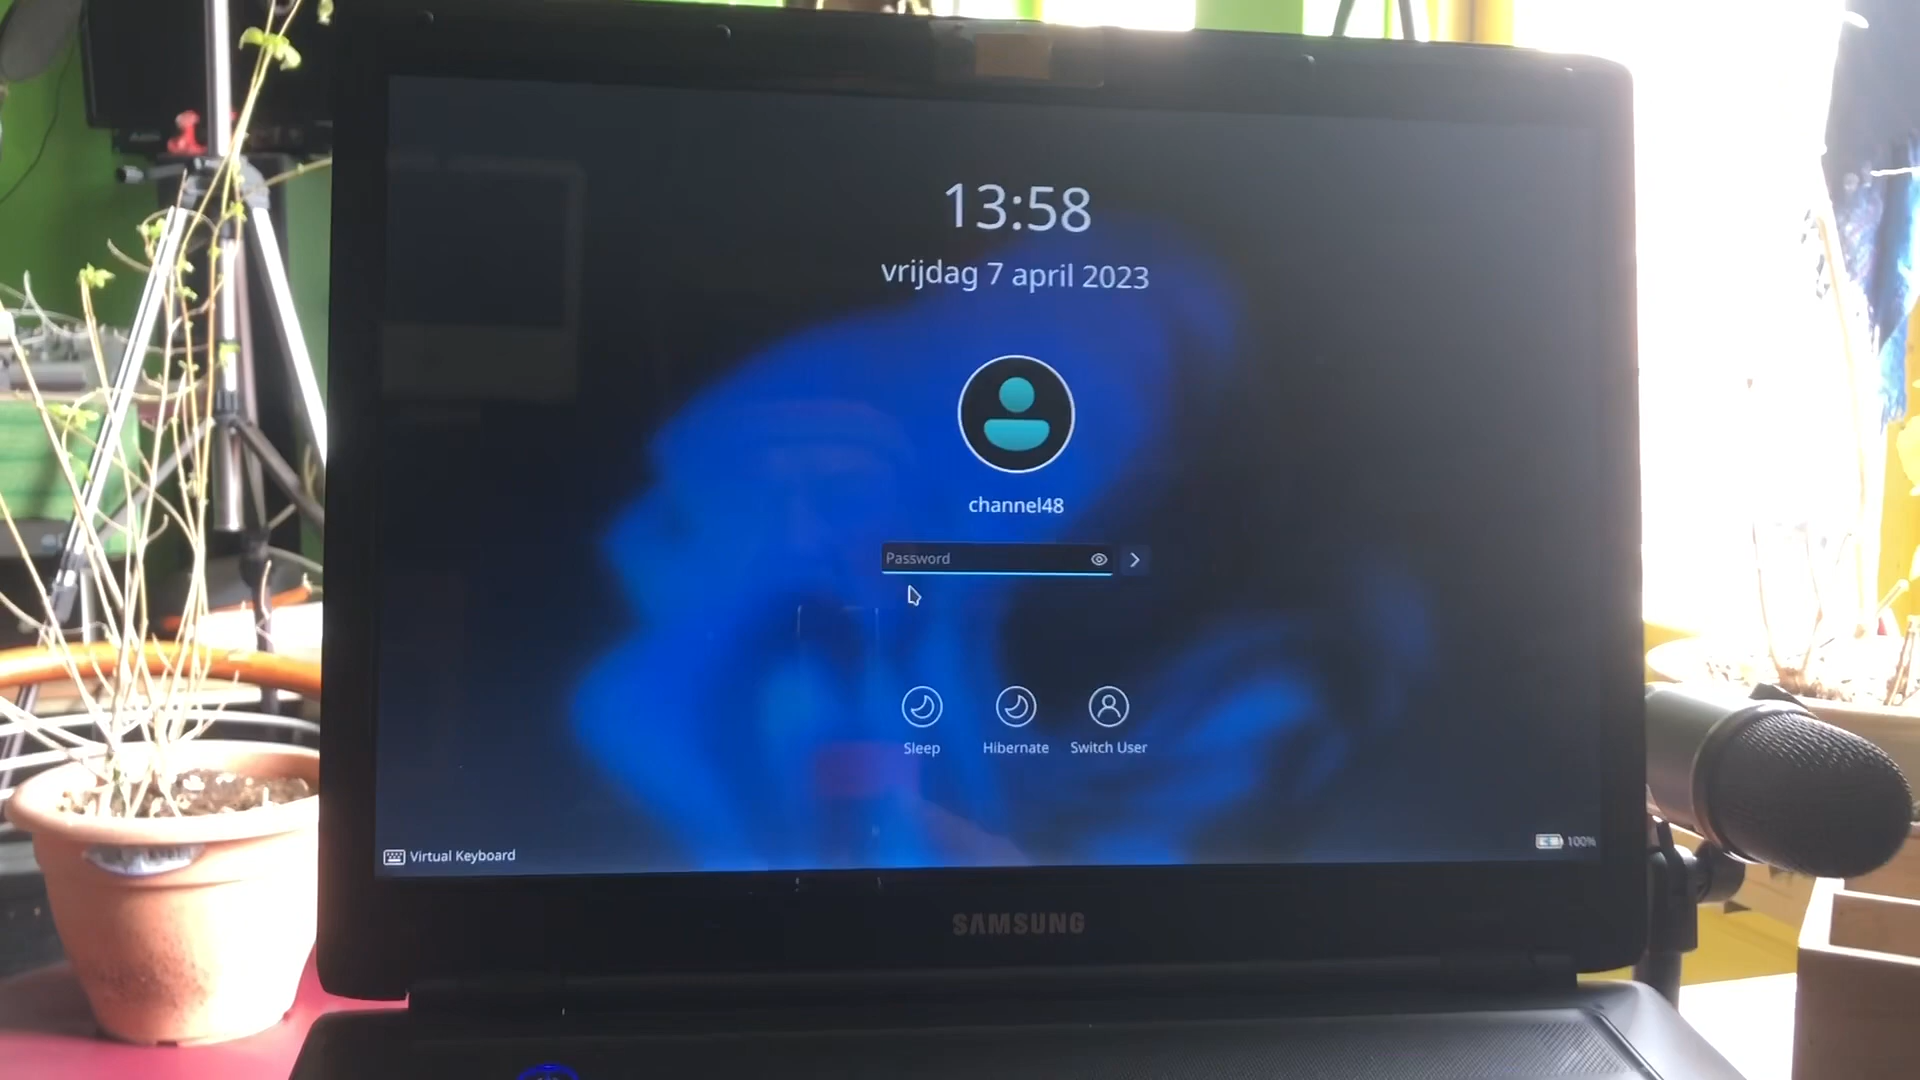 13:58
vrijdag 7 april 2023
channel48
Password
Sleep
Hibernate
Switch User
Virtual Keyboard
100%
SAMSUNG